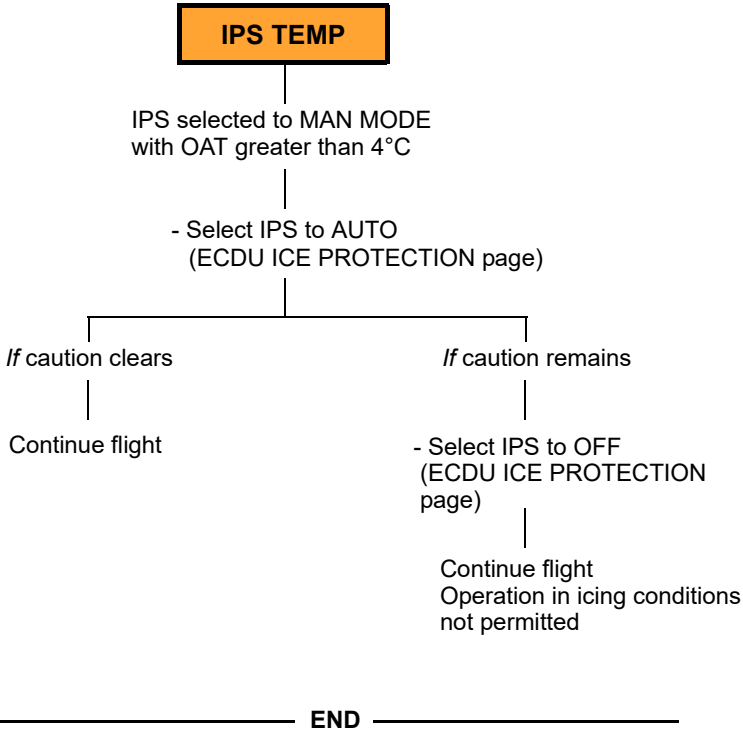 IPS TEMP
IPS selected to MAN MODE
with OAT greater than 4°C
- Select IPS to AUTO
(ECDU ICE PROTECTION page)
If caution clears
Continue flight
If caution remains
- Select IPS to OFF
(ECDU ICE PROTECTION
page)
Continue flight
Operation in icing conditions
not permitted
END